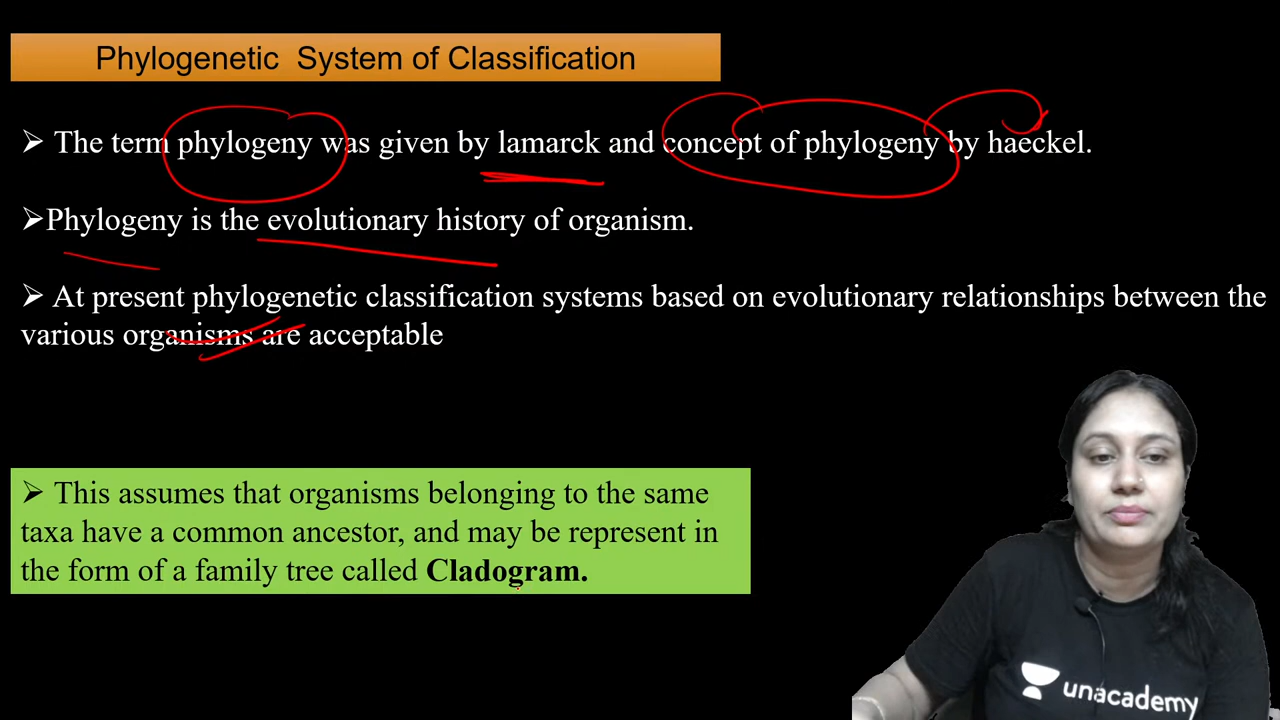 Phylogenetic System of Classification
➢ The term phylogeny was given by lamarck and concept of phylogeny by haeckel.
➢Phylogeny is the evolutionary history of organism.
➢ At present phylogenetic classification systems based on evolutionary relationships between the
various organisms are acceptable
➢ This assumes that organisms belonging to the same
taxa have a common ancestor, and may be represent in
the form of a family tree called Cladogram.
unacademy